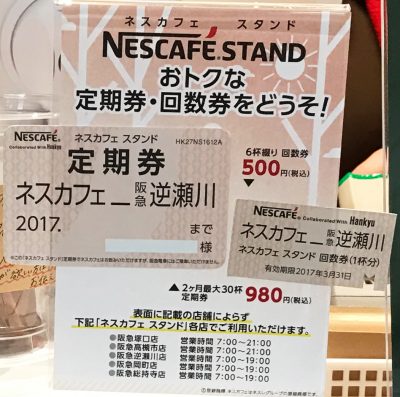 ネスカフェ スタンド
NESCAFÉ STAND
おトクな
定期券・回数券をどうぞ!
NESCAFÉ
Collaborated With Hankyu
ネスカフェ スタンド
HK27NS1612A
定期券
ネスカフェ―阪急 逆瀬川
2017.
まで
様
6杯綴り 回数券
500円(税込)
▼
NESCAFÉ Collaborated With Hankyu
ネスカフェ―阪急 逆瀬川
ネスカフェ スタンド 回数券(1杯分)
有効期限2017年3月31日
▲2ヶ月最大30杯
定期券 980円(税込)
表面に記載の店舗によらず
下記「ネスカフェ スタンド」各店でご利用いただけます。
●阪急塚口店 営業時間 7:00~21:00
●阪急高槻市店 営業時間 7:00~21:00
●阪急逆瀬川店 営業時間 7:00~19:00
●阪急岡町店 営業時間 7:00~19:00
●阪急総持寺店 営業時間 7:00~19:00